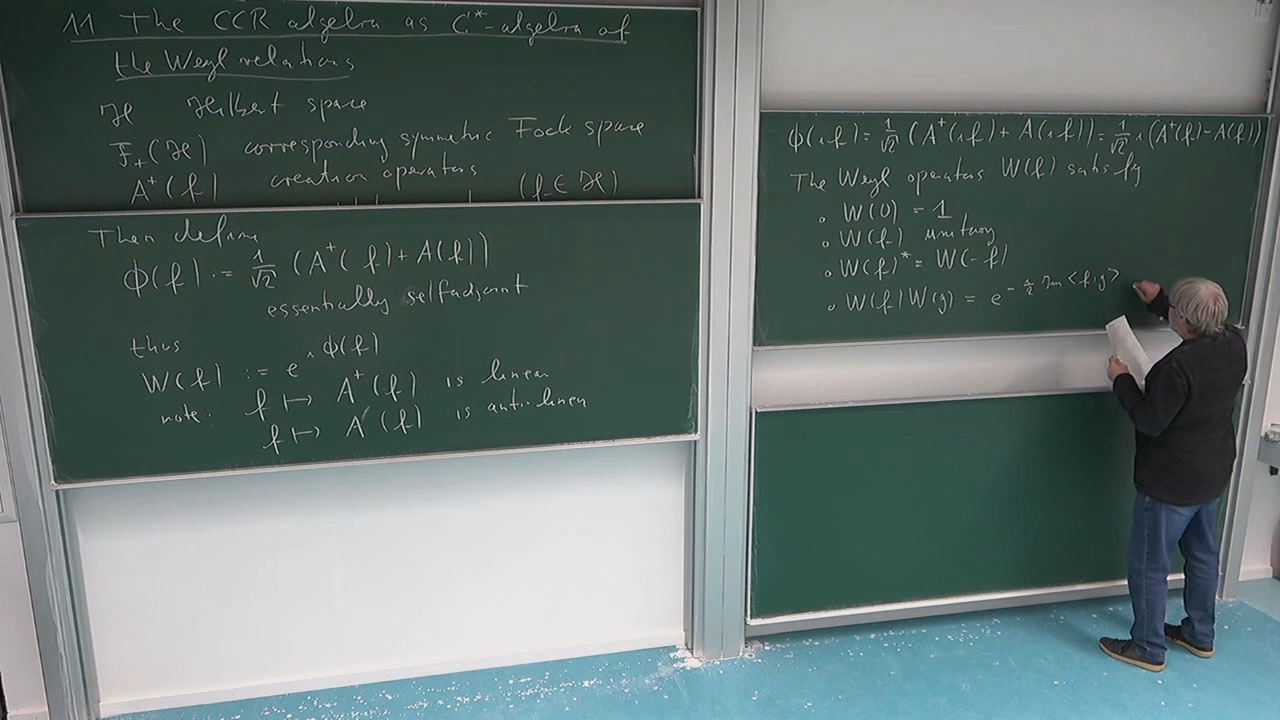 11 The CCR algebra as C*-algebra of
the Weyl relations
ℋ Hilbert space
F₊(ℋ) corresponding symmetric Fock space
A⁺(f) creation operators (f ∈ ℋ)
Then define
ϕ(f) := 1/√2 (A⁺(f) + A(f))
essentially selfadjoint
thus
W(f) := e^{iϕ(f)}
note: f ↦ A⁺(f) is linear
f ↦ A(f) is anti-linear
ϕ(if) = 1/√2 (A⁺(if) + A(if)) = 1/√2 i (A⁺(f) - A(f))
The Weyl operators W(f) satisfy
• W(0) = 1
• W(f) unitary
• W(f)* = W(-f)
• W(f)W(g) = e^{-i/2 Im<f,g>}